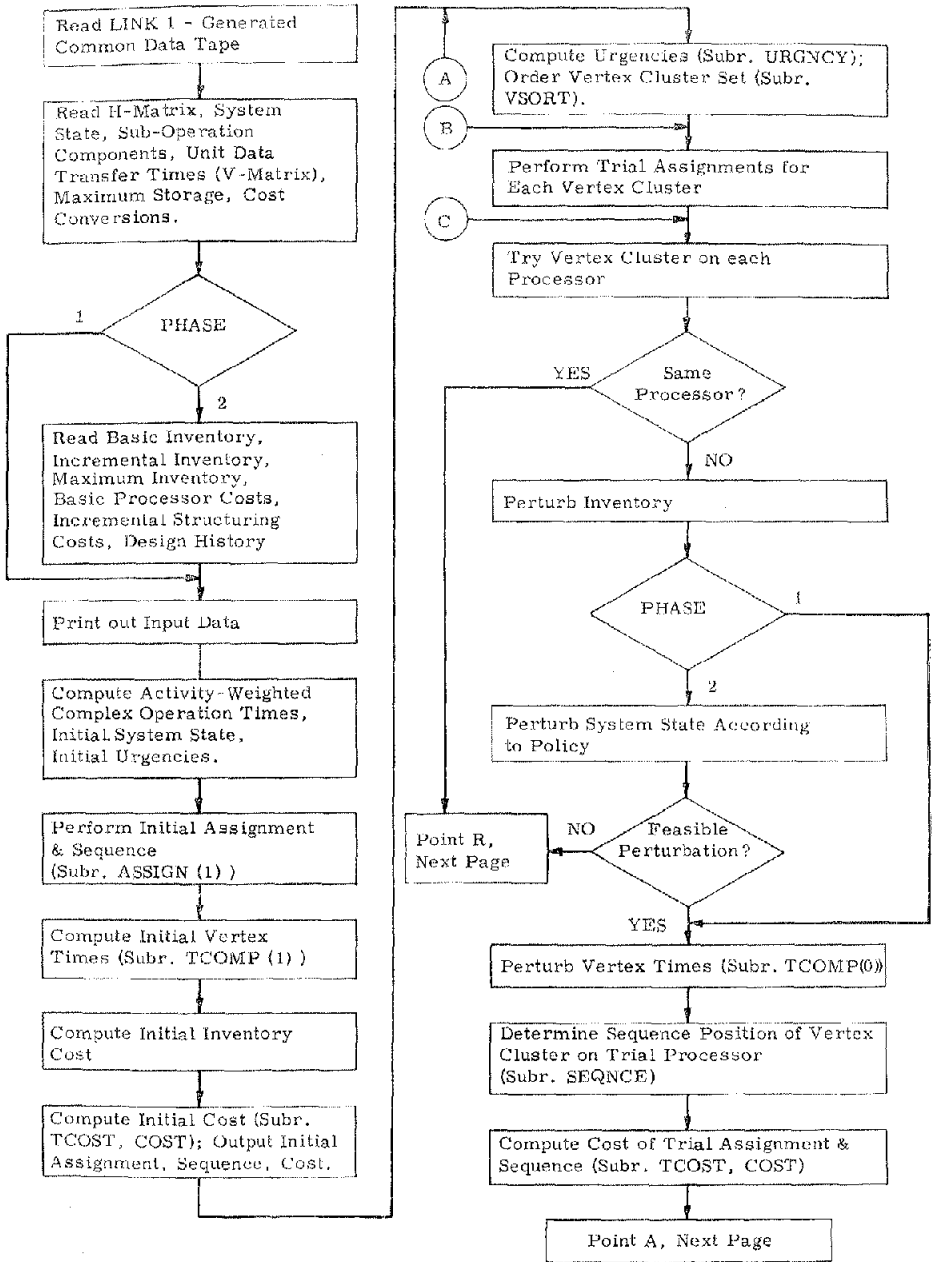 Read LINK 1 - Generated
Common Data Tape
Read H-Matrix, System
State, Sub-Operation
Components, Unit Data
Transfer Times (V-Matrix),
Maximum Storage, Cost
Conversions.
PHASE
1
2
Read Basic Inventory,
Incremental Inventory,
Maximum Inventory,
Basic Processor Costs,
Incremental Structuring
Costs, Design History
Print out Input Data
Compute Activity-Weighted
Complex Operation Times,
Initial System State,
Initial Urgencies.
Perform Initial Assignment
& Sequence
(Subr. ASSIGN (1) )
Compute Initial Vertex
Times (Subr. TCOMP (1) )
Compute Initial Inventory
Cost
Compute Initial Cost (Subr.
TCOST, COST); Output Initial
Assignment, Sequence, Cost.
A
Compute Urgencies (Subr. URGNCY);
Order Vertex Cluster Set (Subr.
VSORT).
B
Perform Trial Assignments for
Each Vertex Cluster
C
Try Vertex Cluster on each
Processor
YES
Same
Processor?
NO
Perturb Inventory
PHASE
1
2
Perturb System State According
to Policy
Point R,
Next Page
NO
Feasible
Perturbation?
YES
Perturb Vertex Times (Subr. TCOMP(0))
Determine Sequence Position of Vertex
Cluster on Trial Processor
(Subr. SEQNCE)
Compute Cost of Trial Assignment &
Sequence (Subr. TCOST, COST)
Point A, Next Page